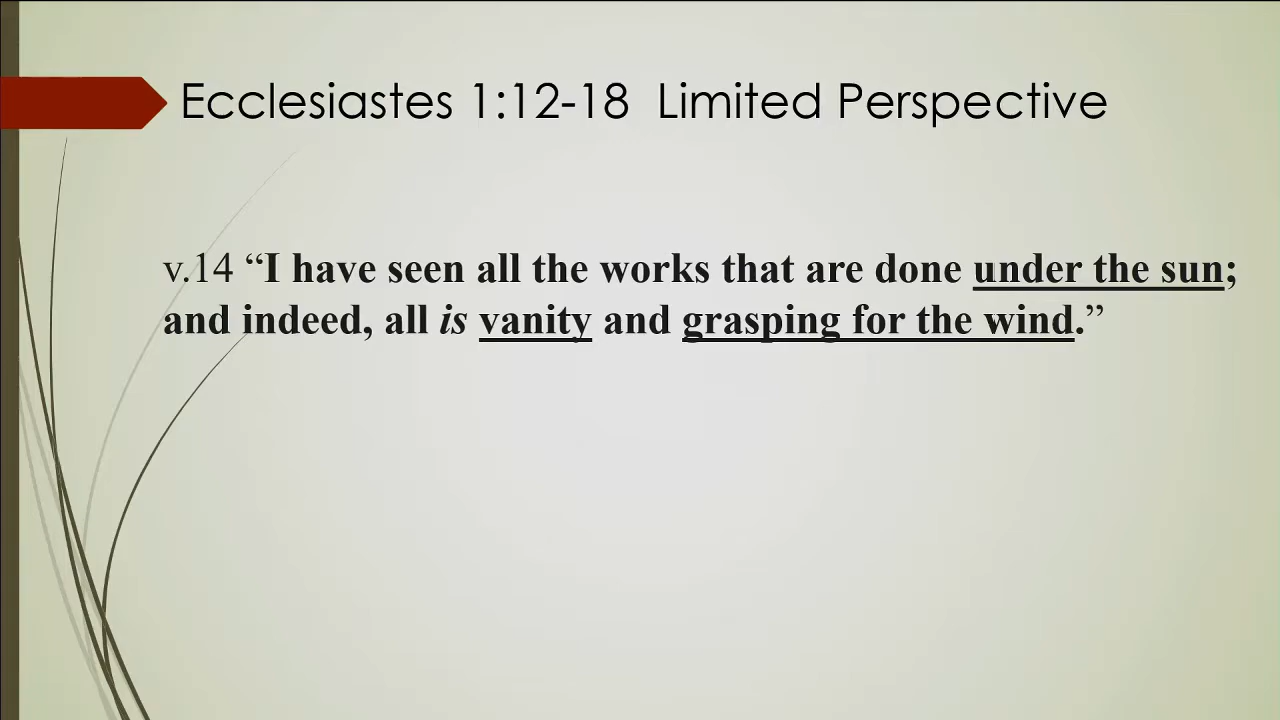 Ecclesiastes 1:12-18  Limited Perspective
v.14 “I have seen all the works that are done under the sun;
and indeed, all is vanity and grasping for the wind.”